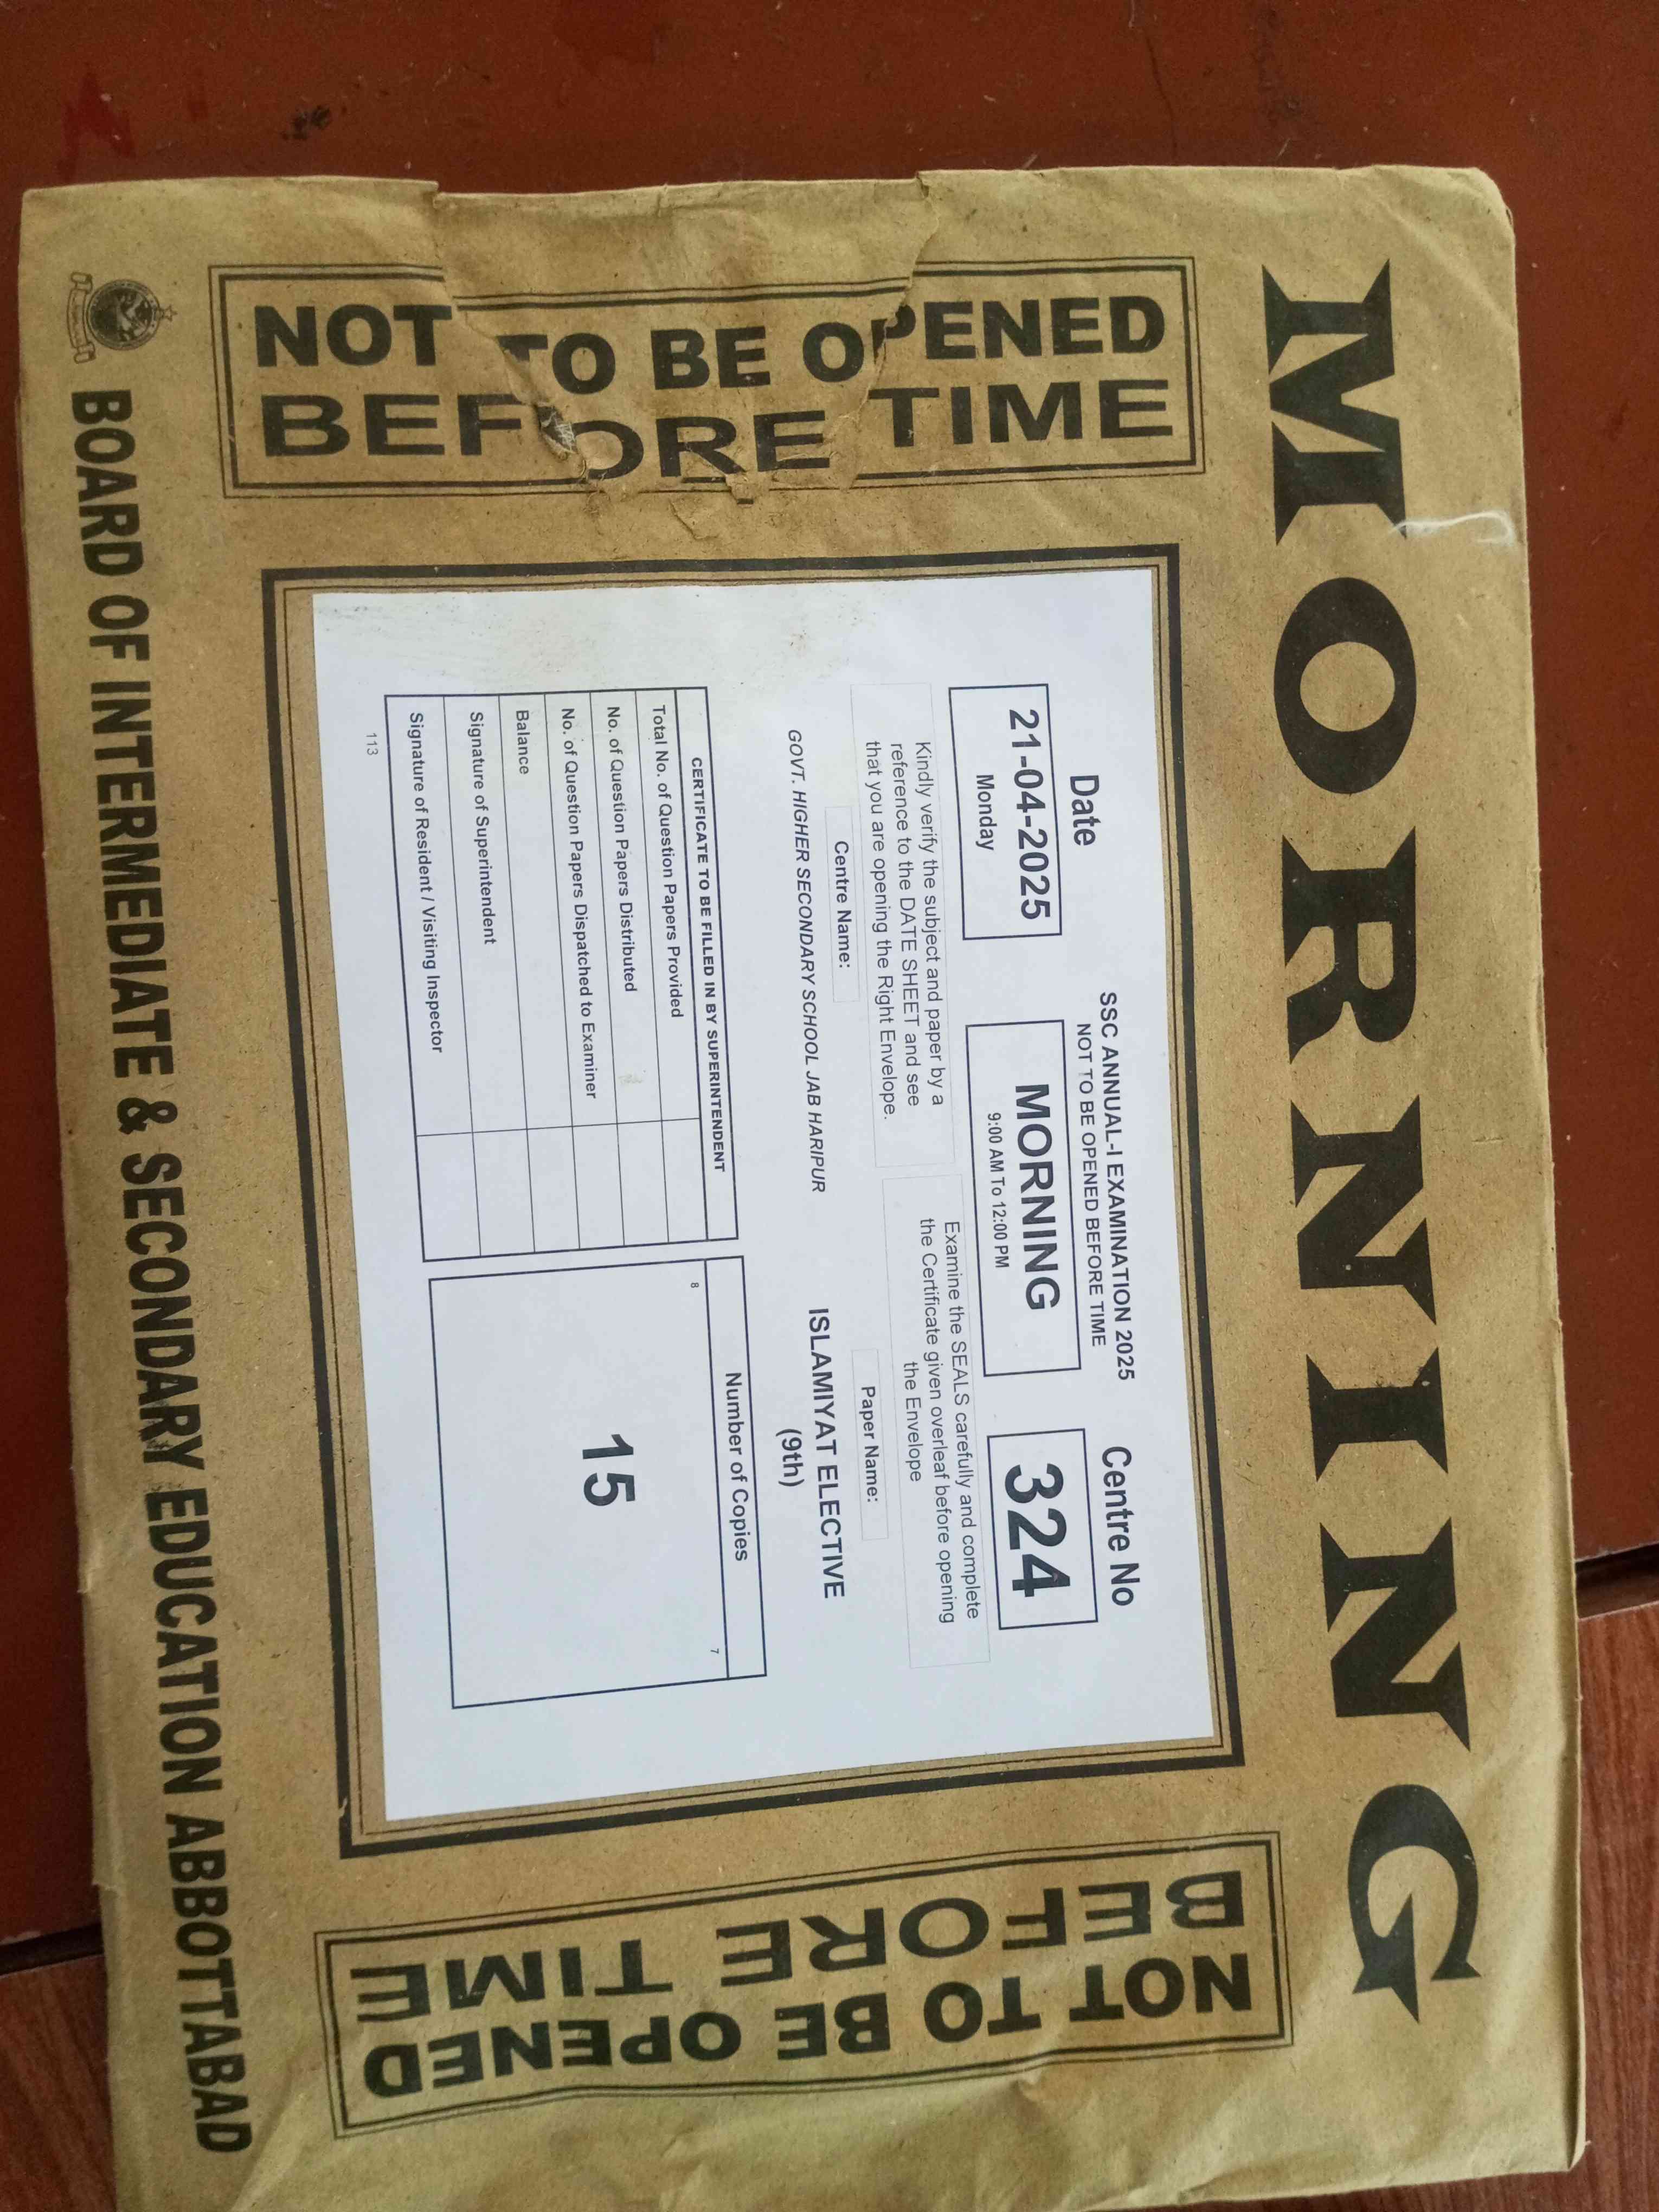 MORNING
NOT TO BE OPENED
BEFORE TIME
Date
SSC ANNUAL-I EXAMINATION 2025
NOT TO BE OPENED BEFORE TIME
Centre No
21-04-2025
Monday
MORNING
9:00 AM To 12:00 PM
324
Kindly verify the subject and paper by a
reference to the DATE SHEET and see
that you are opening the Right Envelope.
Examine the SEALS carefully and complete
the Certificate given overleaf before opening
the Envelope
Centre Name:
Paper Name:
GOVT. HIGHER SECONDARY SCHOOL JAB HARIPUR
ISLAMIYAT ELECTIVE
(9th)
CERTIFICATE TO BE FILLED IN BY SUPERINTENDENT
Total No. of Question Papers Provided
No. of Question Papers Distributed
No. of Question Papers Dispatched to Examiner
Balance
Signature of Superintendent
Signature of Resident / Visiting Inspector
Number of Copies
8
7
15
113
NOT TO BE OPENED
BEFORE TIME
BOARD OF INTERMEDIATE & SECONDARY EDUCATION ABBOTTABAD